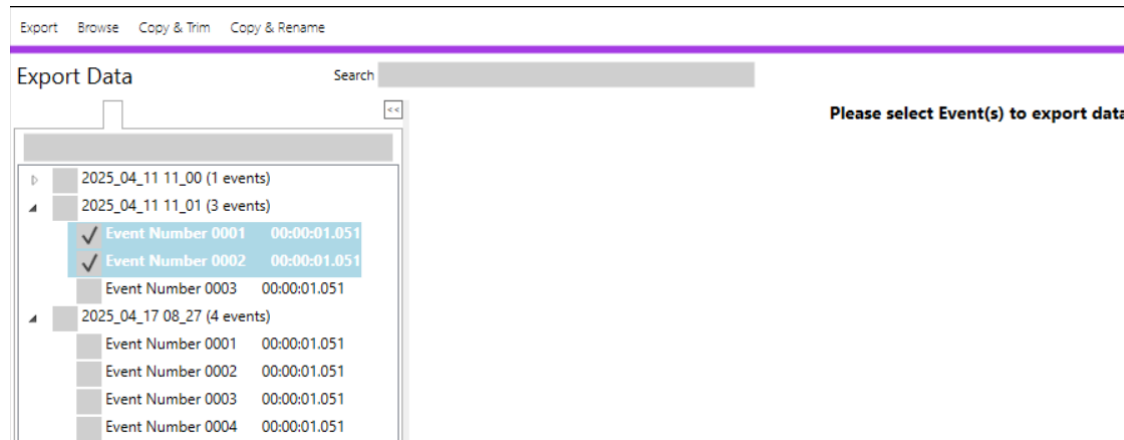 Export Browse Copy & Trim Copy & Rename
Export Data
Search
<<
Please select Event(s) to export data
2025_04_11 11_00 (1 events)
2025_04_11 11_01 (3 events)
Event Number 0001 00:00:01.051
Event Number 0002 00:00:01.051
Event Number 0003 00:00:01.051
2025_04_17 08_27 (4 events)
Event Number 0001 00:00:01.051
Event Number 0002 00:00:01.051
Event Number 0003 00:00:01.051
Event Number 0004 00:00:01.051